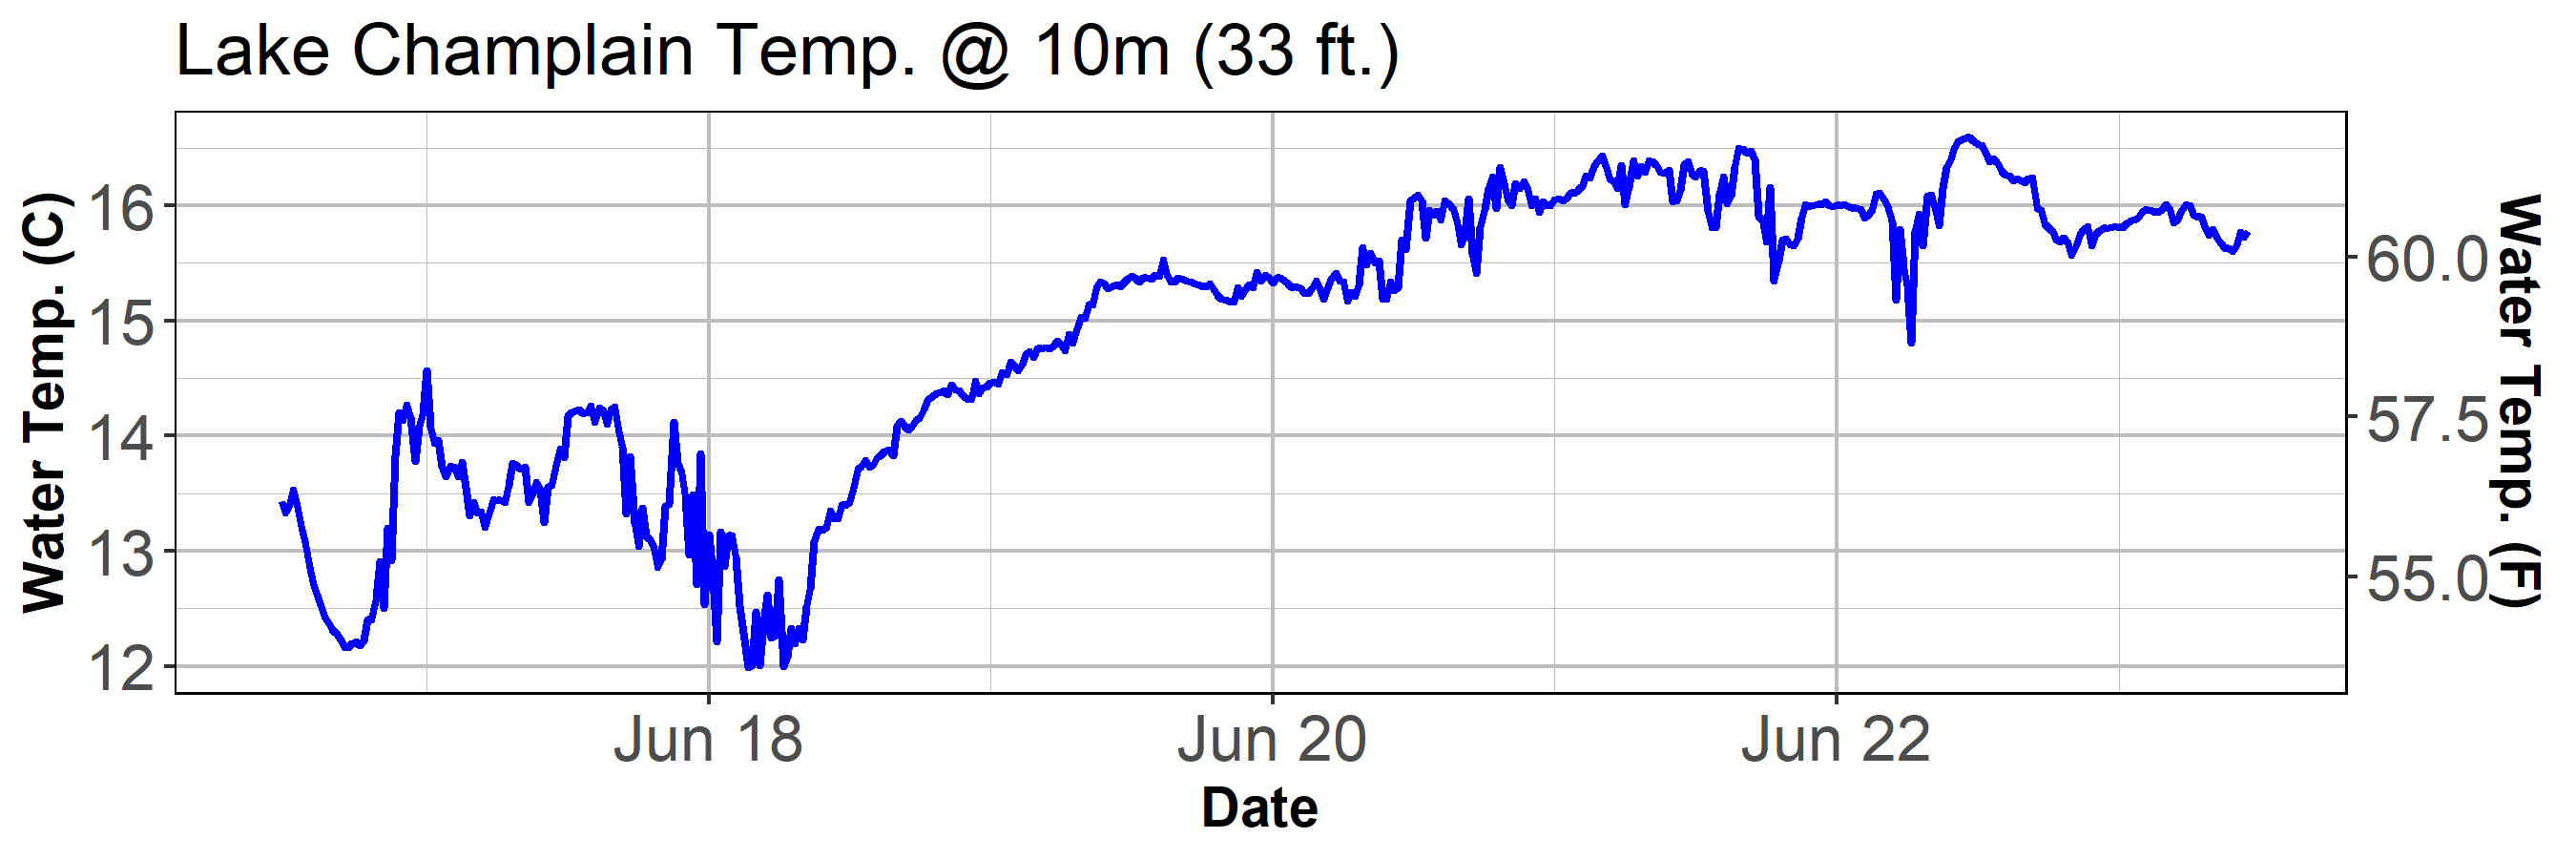 Lake Champlain Temp. @ 10m (33 ft.)
Water Temp. (C)
16
15
14
13
12
60.0
57.5
55.0
Water Temp. (F)
Jun 18
Jun 20
Jun 22
Date